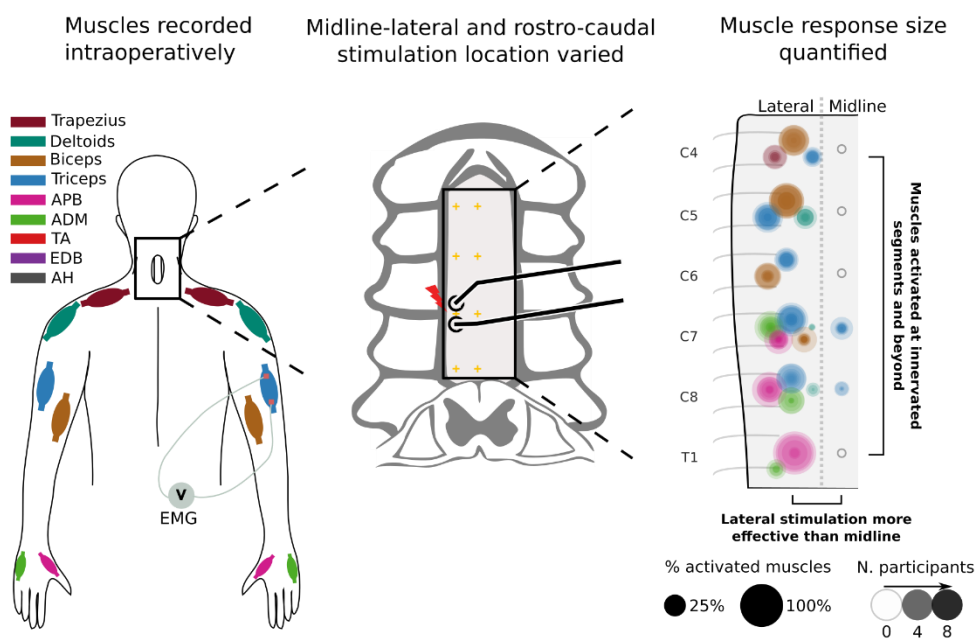 Muscles recorded
intraoperatively
Midline-lateral and rostro-caudal
stimulation location varied
Muscle response size
quantified
Trapezius
Deltoids
Biceps
Triceps
APB
ADM
TA
EDB
AH
V
EMG
Lateral
Midline
C4
C5
C6
C7
C8
T1
Muscles activated at innervated
segments and beyond
Lateral stimulation more
effective than midline
% activated muscles
25%
100%
N. participants
0
4
8